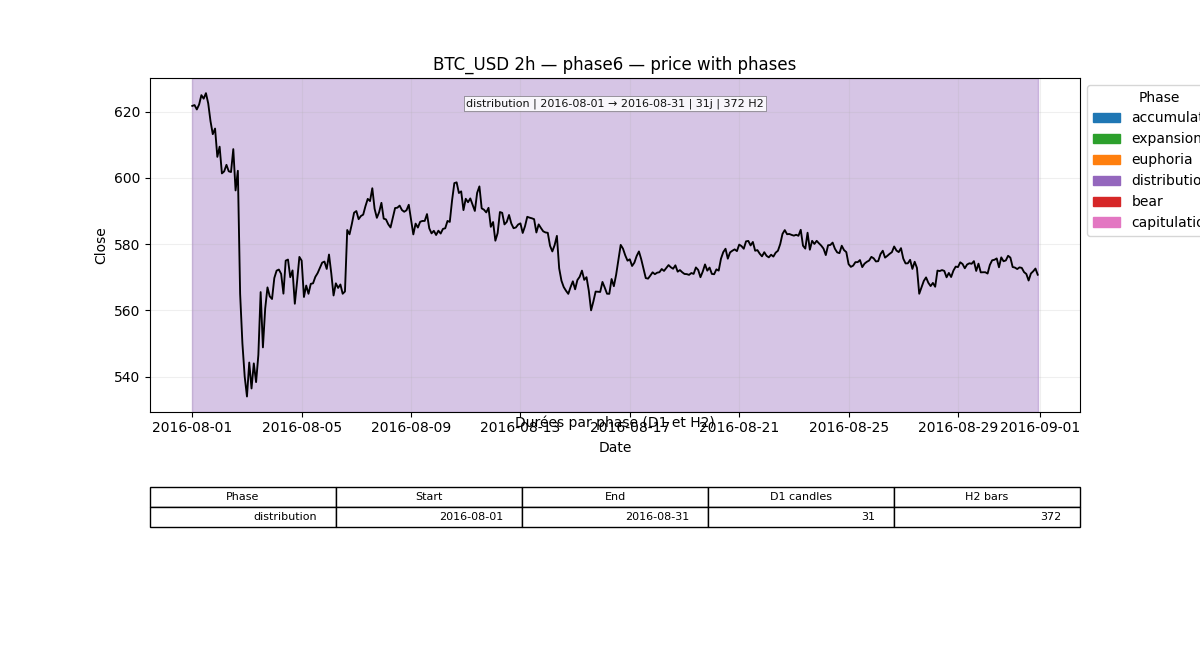 BTC_USD 2h — phase6 — price with phases
distribution | 2016-08-01 → 2016-08-31 | 31j | 372 H2
620
600
580
560
540
Close
Phase
accumulat
expansion
euphoria
distributio
bear
capitulatio
Durées par phase (D1 et H2)
2016-08-01 2016-08-05 2016-08-09 2016-08-13 2016-08-17 2016-08-21 2016-08-25 2016-08-29 2016-09-01
Date
Phase Start End D1 candles H2 bars
distribution 2016-08-01 2016-08-31 31 372